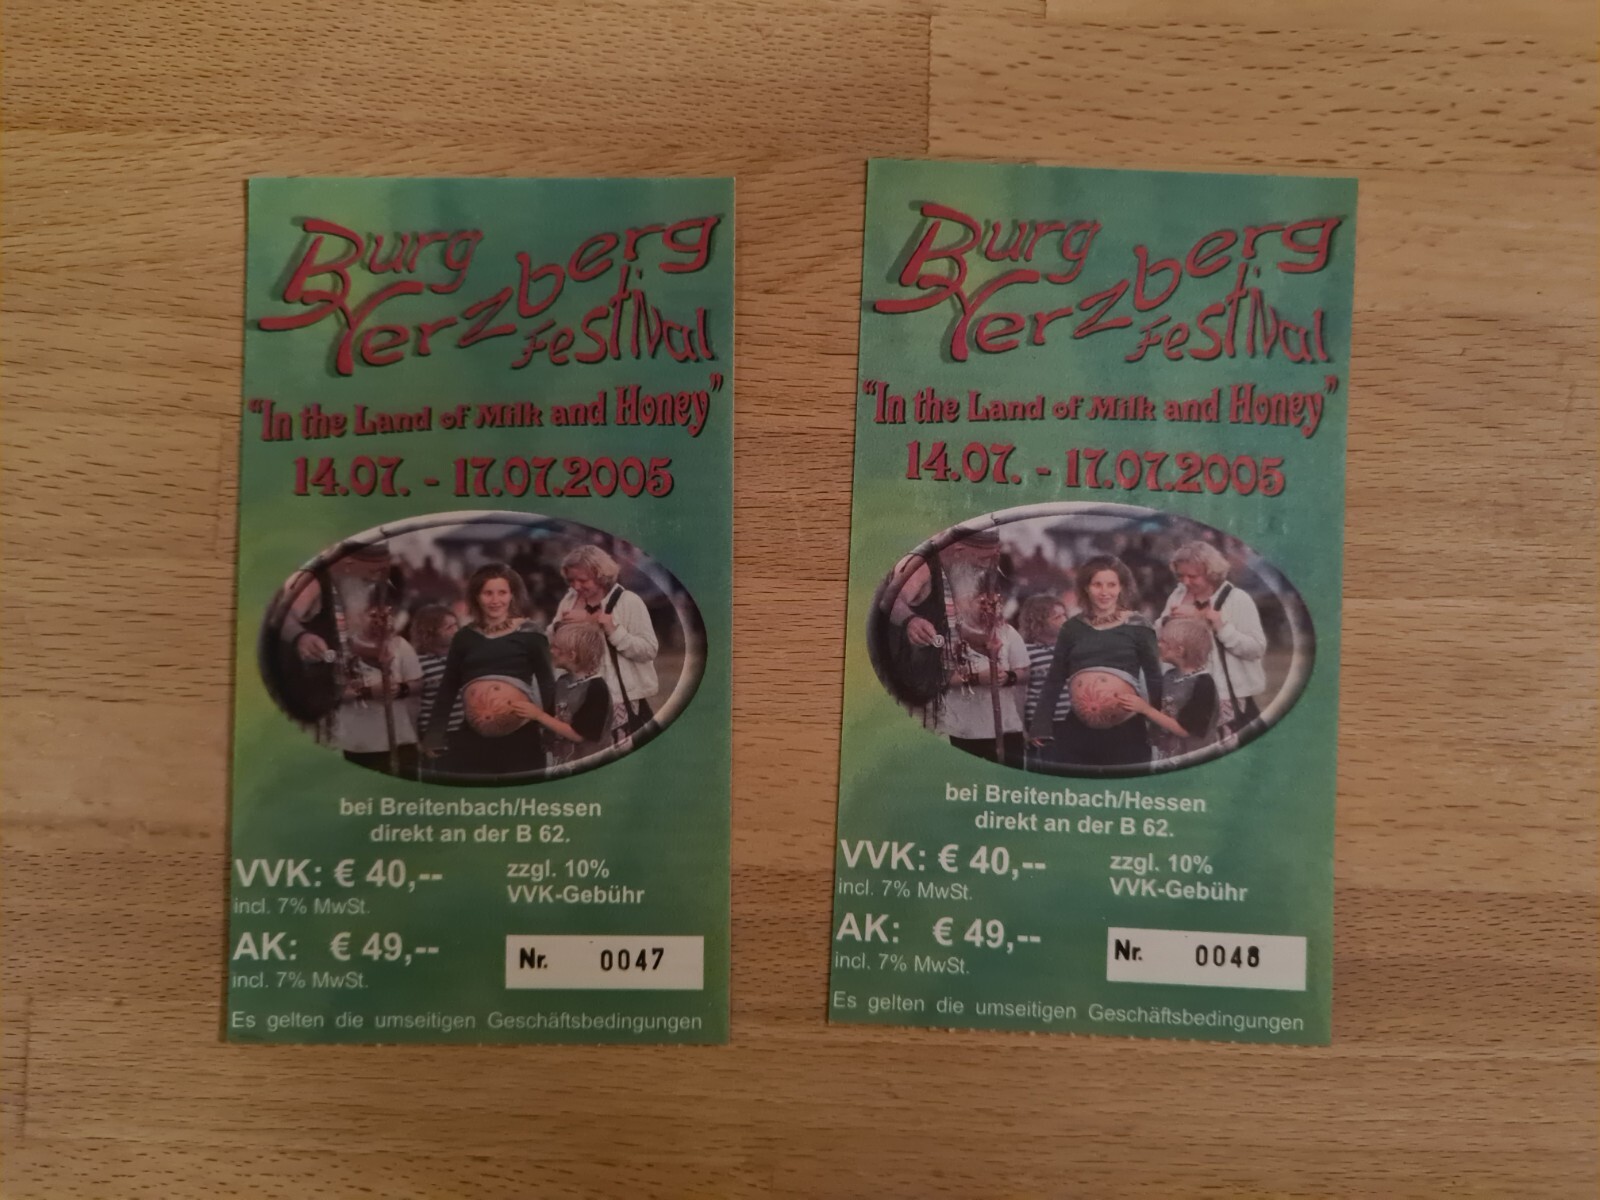 Burg
Herzberg
Festival
"In the Land of Milk and Honey"
14.07. - 17.07.2005
bei Breitenbach/Hessen
direkt an der B 62.
VVK: € 40,-- zzgl. 10%
incl. 7% MwSt. VVK-Gebühr
AK: € 49,--
incl. 7% MwSt.
Nr. 0047
Es gelten die umseitigen Geschäftsbedingungen
Burg
Herzberg
Festival
"In the Land of Milk and Honey"
14.07. - 17.07.2005
bei Breitenbach/Hessen
direkt an der B 62.
VVK: € 40,-- zzgl. 10%
incl. 7% MwSt. VVK-Gebühr
AK: € 49,--
incl. 7% MwSt.
Nr. 0048
Es gelten die umseitigen Geschäftsbedingungen